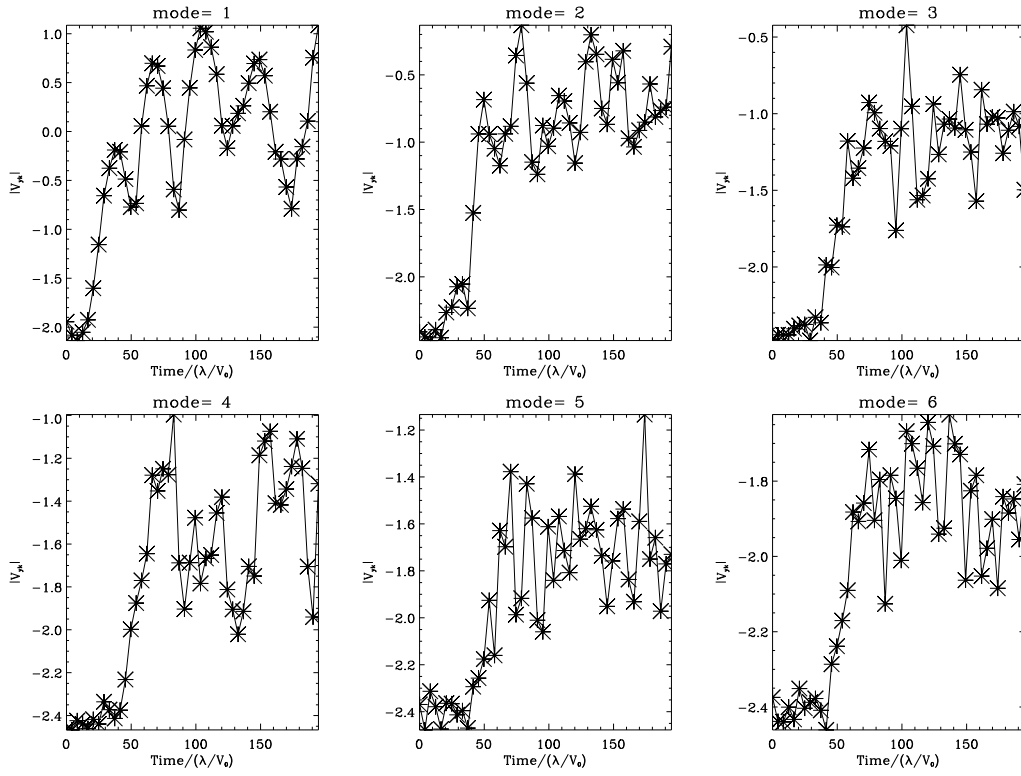 mode= 1
mode= 2
mode= 3
1.0
0.5
0.0
−0.5
−1.0
−1.5
−2.0
|V_yk|
0 50 100 150
Time/(λ/V_0)
−0.5
−1.0
−1.5
−2.0
|V_yk|
0 50 100 150
Time/(λ/V_0)
−0.5
−1.0
−1.5
−2.0
|V_yk|
0 50 100 150
Time/(λ/V_0)
mode= 4
mode= 5
mode= 6
−1.0
−1.2
−1.4
−1.6
−1.8
−2.0
−2.2
−2.4
|V_yk|
0 50 100 150
Time/(λ/V_0)
−1.2
−1.4
−1.6
−1.8
−2.0
−2.2
−2.4
|V_yk|
0 50 100 150
Time/(λ/V_0)
−1.8
−2.0
−2.2
−2.4
|V_yk|
0 50 100 150
Time/(λ/V_0)